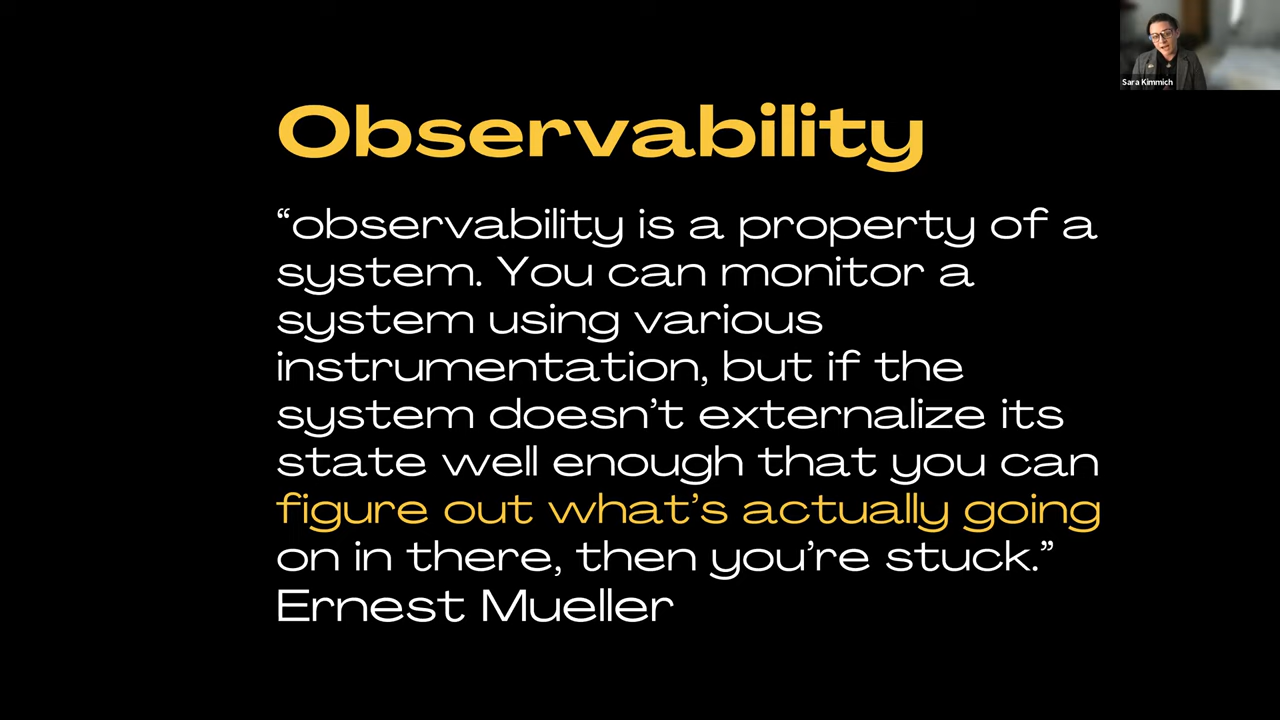 Sara Kimmich
Observability
“observability is a property of a
system. You can monitor a
system using various
instrumentation, but if the
system doesn’t externalize its
state well enough that you can
figure out what’s actually going
on in there, then you’re stuck.”
Ernest Mueller